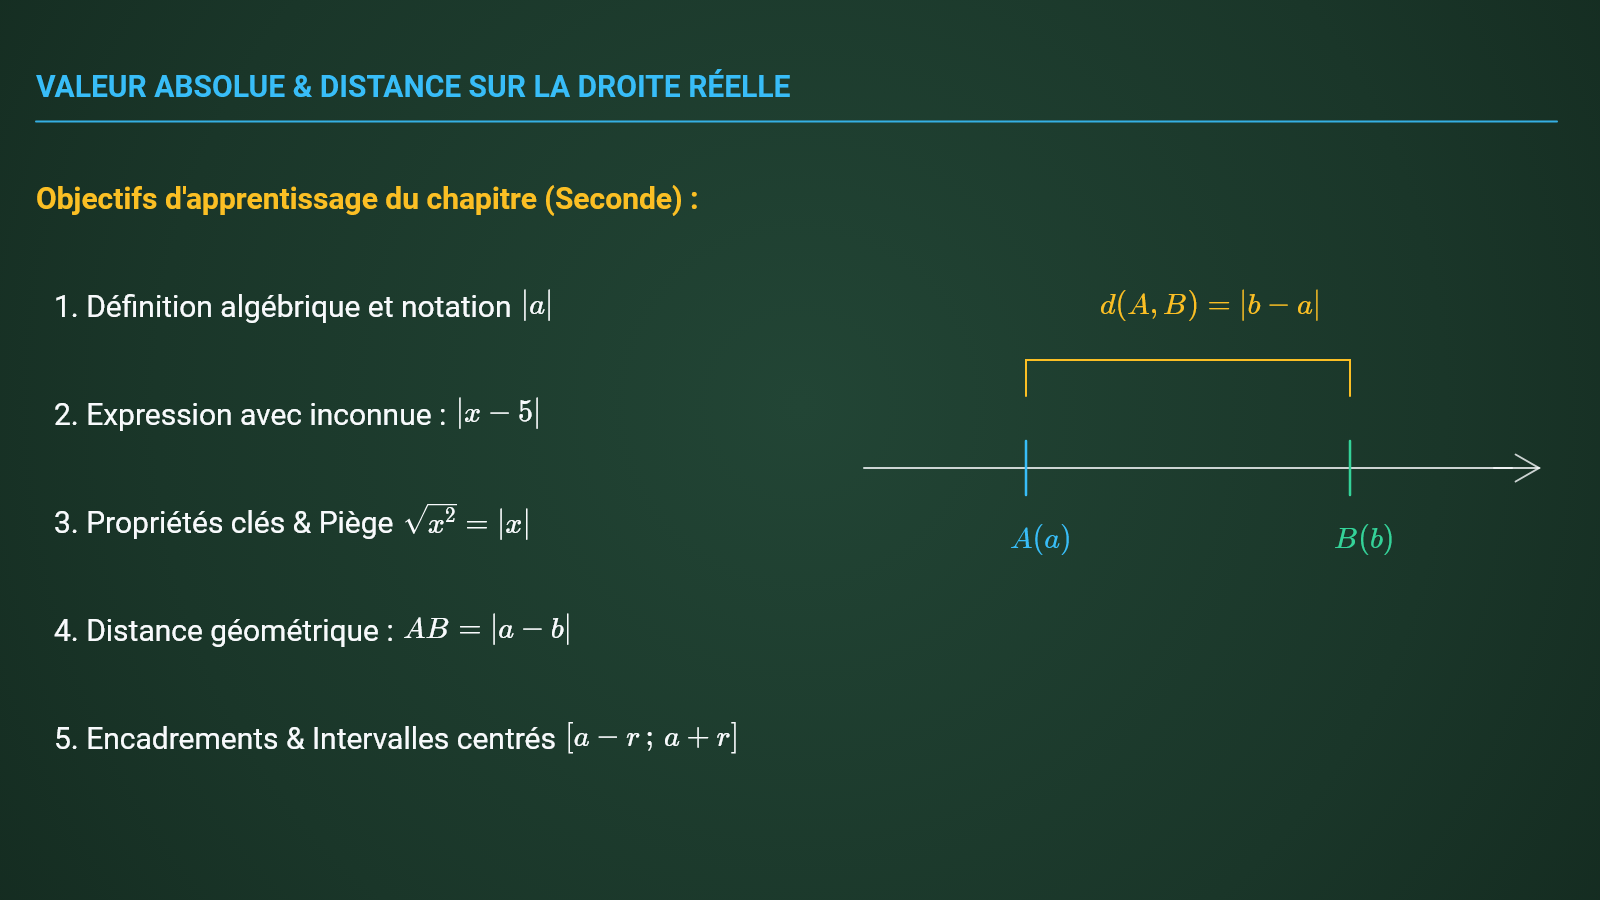 VALEUR ABSOLUE & DISTANCE SUR LA DROITE RÉELLE
Objectifs d'apprentissage du chapitre (Seconde) :
1. Définition algébrique et notation |a|
2. Expression avec inconnue : |x − 5|
3. Propriétés clés & Piège √x² = |x|
4. Distance géométrique : AB = |a − b|
5. Encadrements & Intervalles centrés [a − r ; a + r]
d(A, B) = |b − a|
A(a)
B(b)